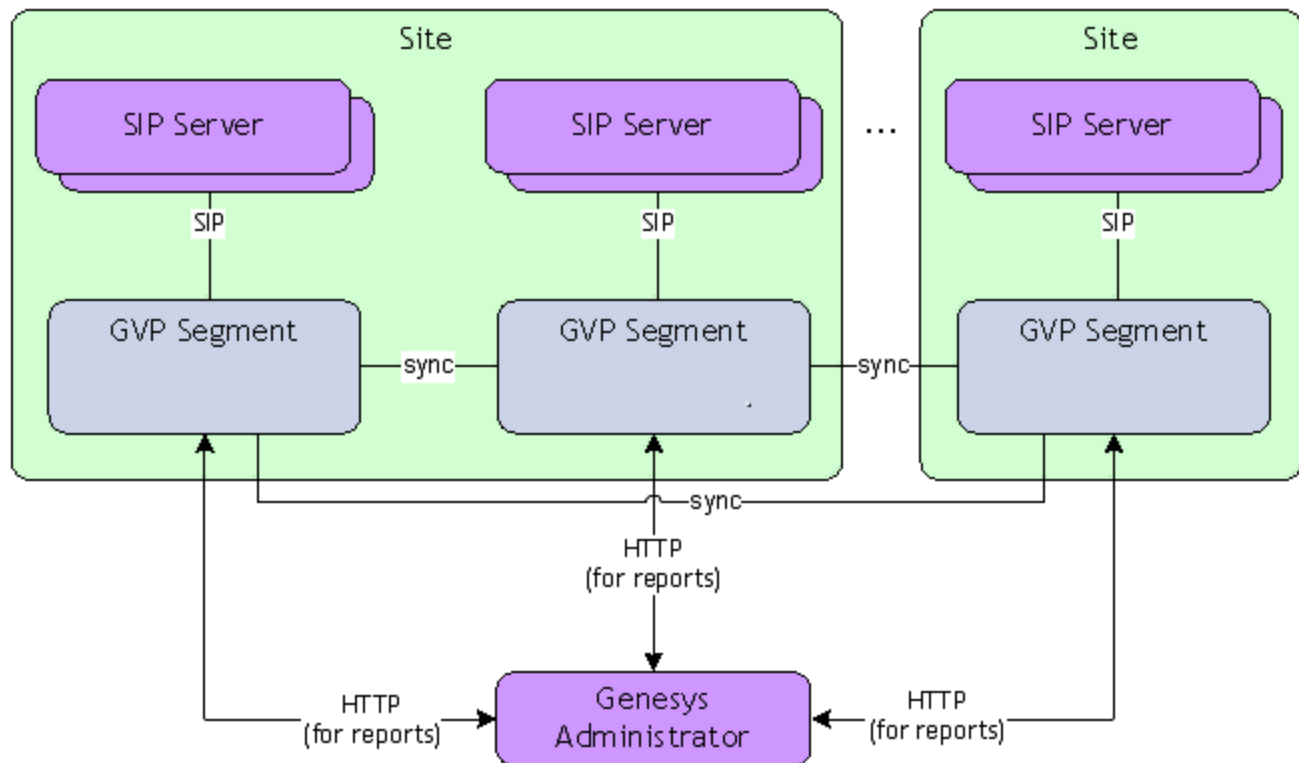 Site
Site
SIP Server
SIP Server
...
SIP Server
SIP
SIP
SIP
GVP Segment
GVP Segment
GVP Segment
sync
sync
sync
HTTP
(for reports)
HTTP
(for reports)
Genesys
Administrator
HTTP
(for reports)